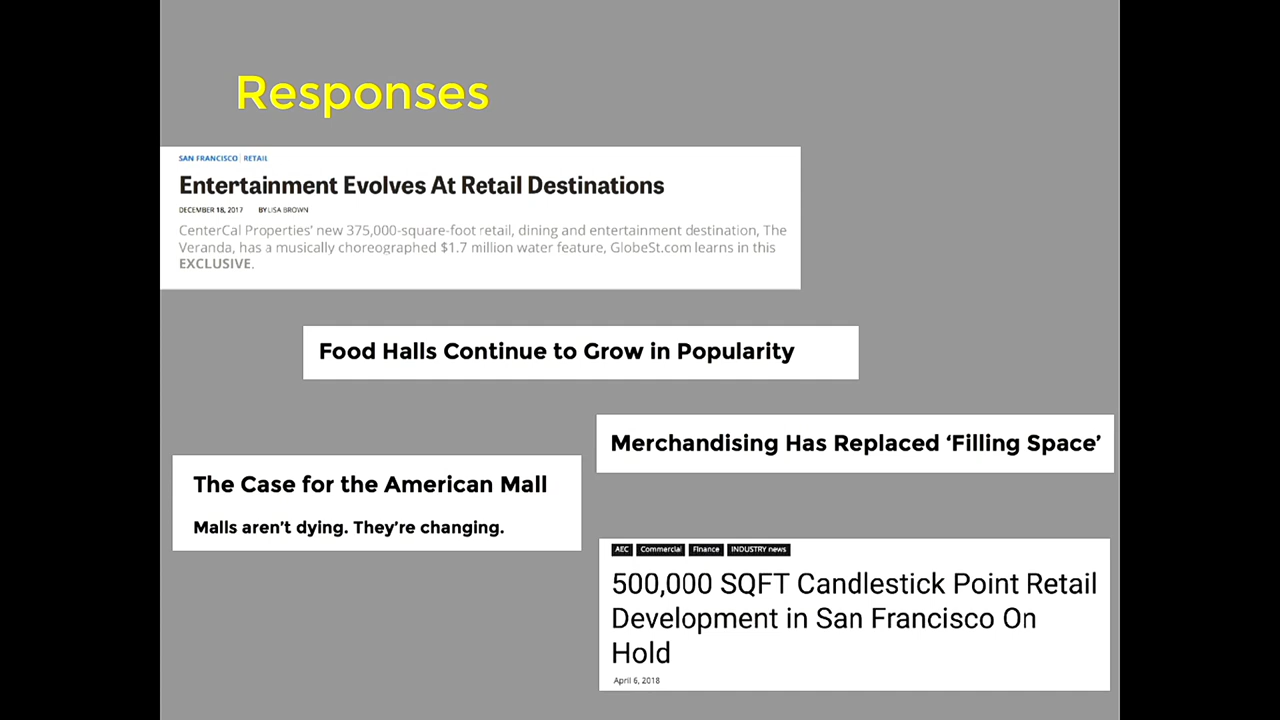 Responses
SAN FRANCISCO | RETAIL
Entertainment Evolves At Retail Destinations
DECEMBER 18, 2017 BY LISA BROWN
CenterCal Properties' new 375,000-square-foot retail, dining and entertainment destination, The
Veranda, has a musically choreographed $1.7 million water feature, GlobeSt.com learns in this
EXCLUSIVE.
Food Halls Continue to Grow in Popularity
Merchandising Has Replaced ‘Filling Space’
The Case for the American Mall
Malls aren’t dying. They’re changing.
AEC Commercial Finance INDUSTRY news
500,000 SQFT Candlestick Point Retail
Development in San Francisco On
Hold
April 6, 2018